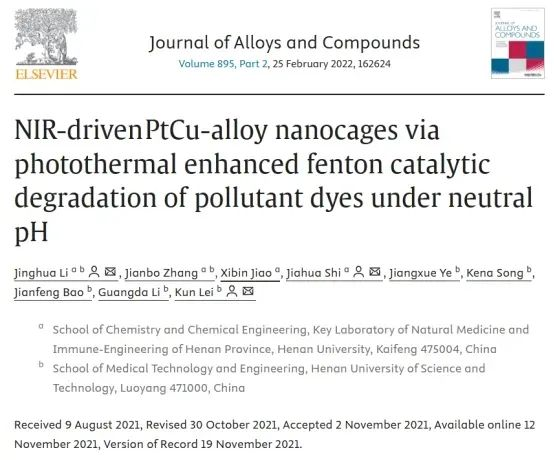 Journal of Alloys and Compounds
Volume 895, Part 2, 25 February 2022, 162624
ELSEVIER
NIR-drivenPtCu-alloy nanocages via
photothermal enhanced fenton catalytic
degradation of pollutant dyes under neutral
pH
Jinghua Li a b, Jianbo Zhang a b, Xibin Jiao a, Jiahua Shi a, Jiangxue Ye b, Kena Song b,
Jianfeng Bao b, Guangda Li b, Kun Lei b
a School of Chemistry and Chemical Engineering, Key Laboratory of Natural Medicine and
Immune-Engineering of Henan Province, Henan University, Kaifeng 475004, China
b School of Medical Technology and Engineering, Henan University of Science and
Technology, Luoyang 471000, China
Received 9 August 2021, Revised 30 October 2021, Accepted 2 November 2021, Available online 12
November 2021, Version of Record 19 November 2021.